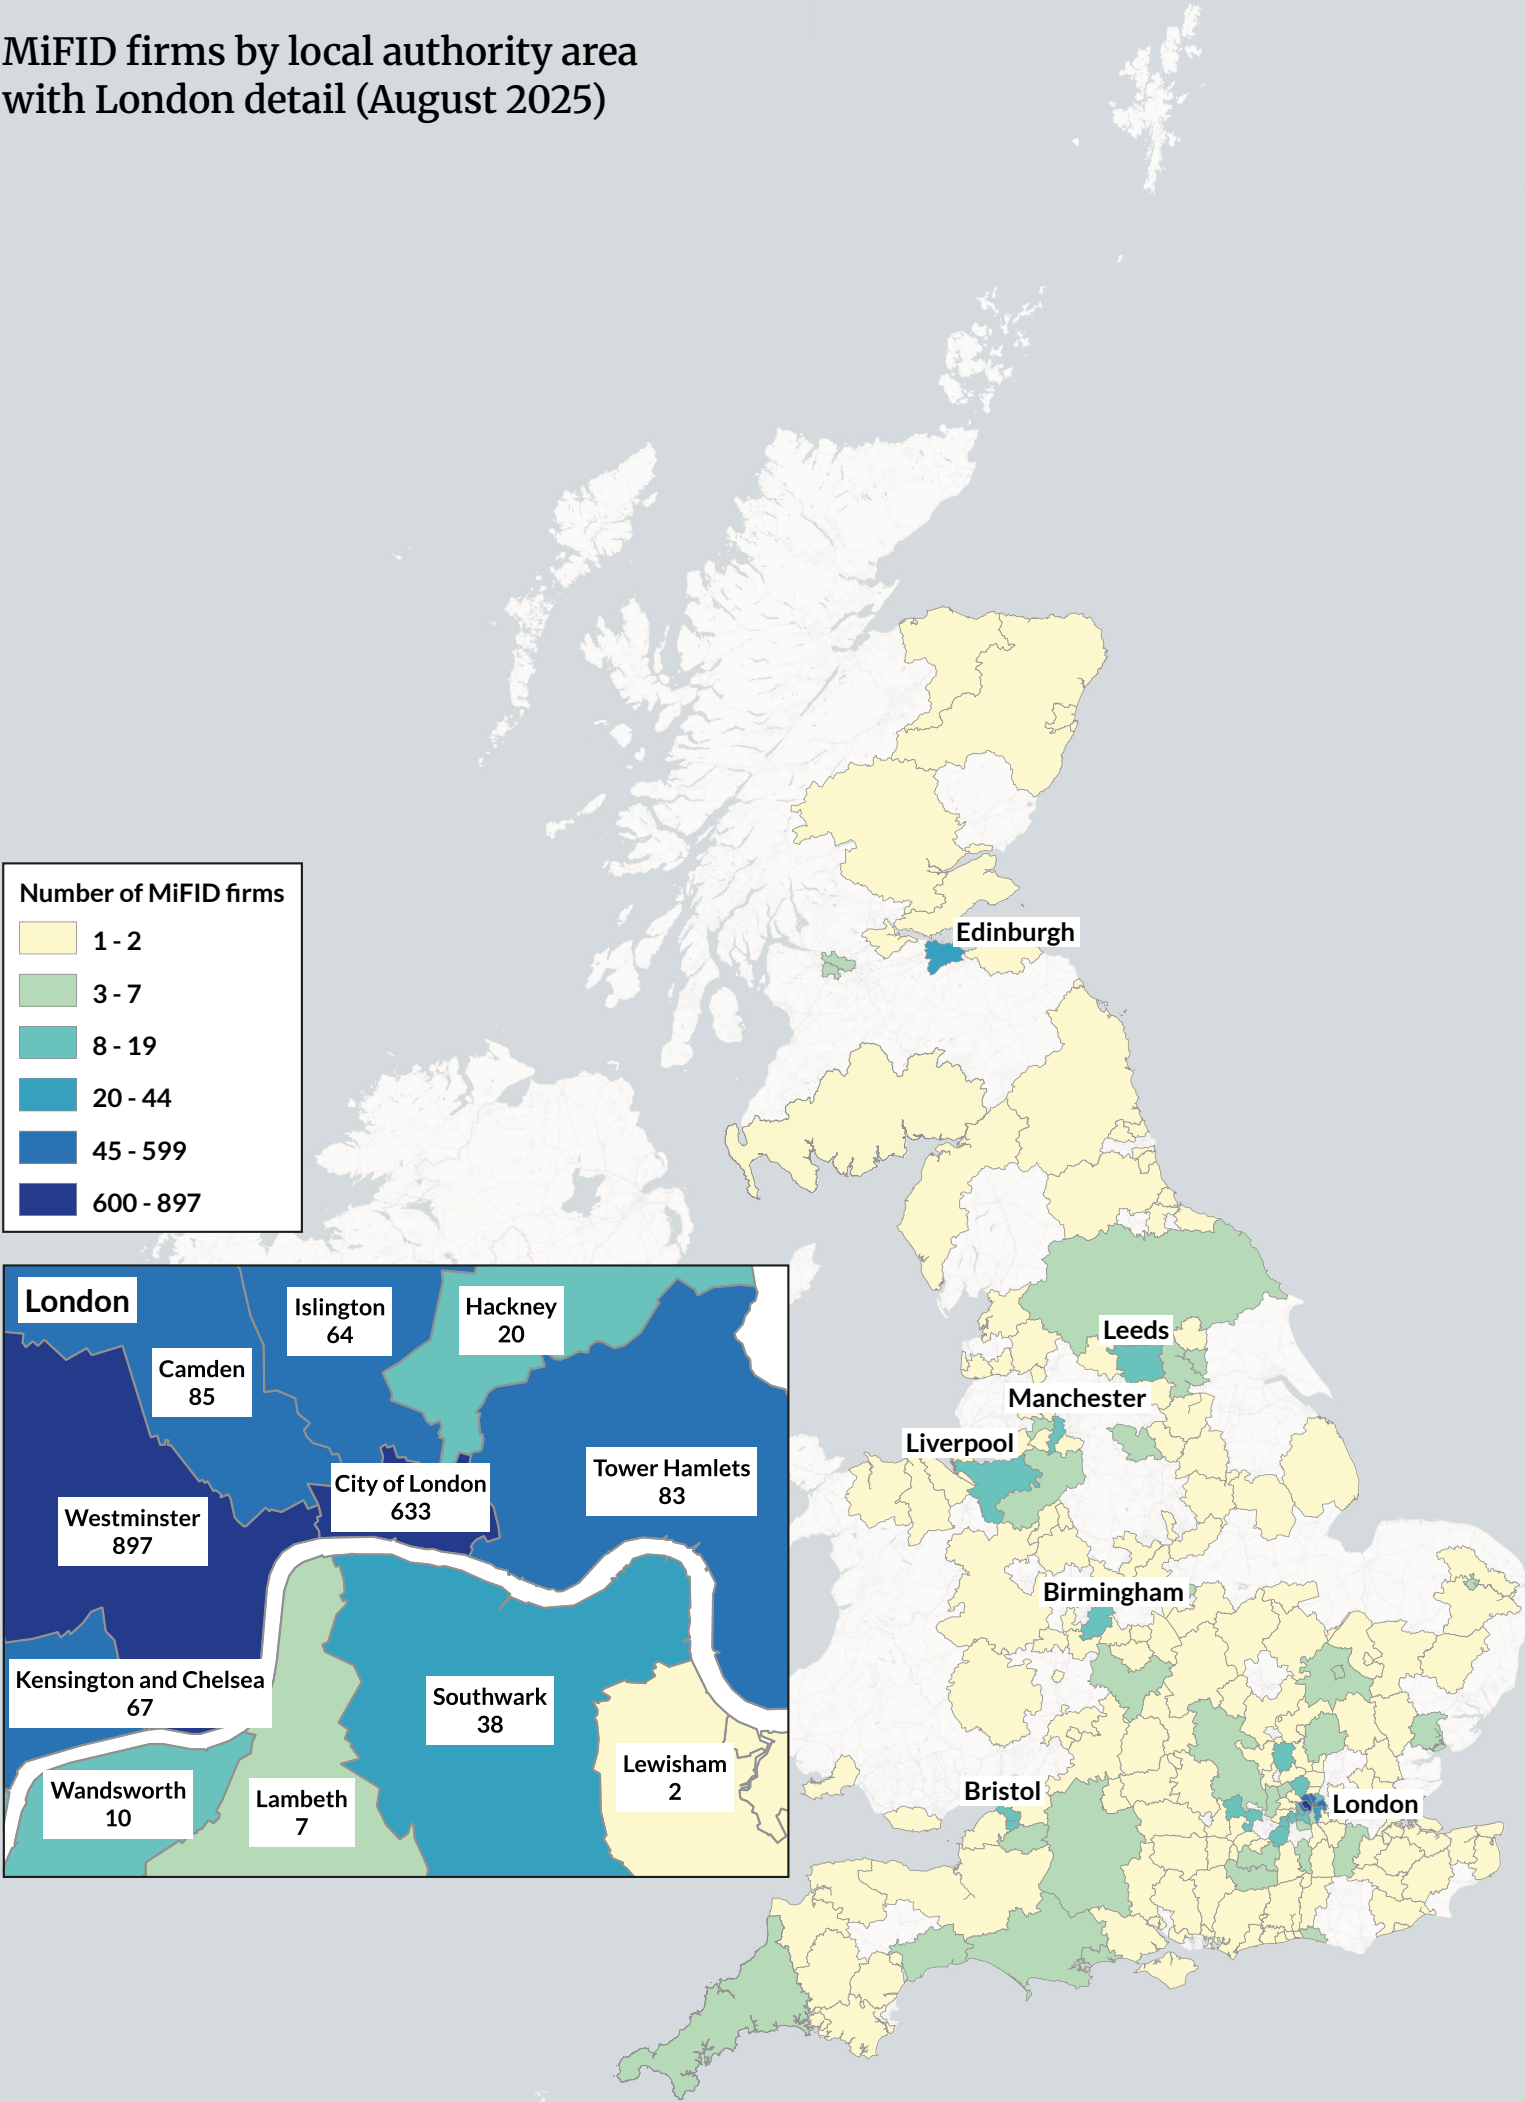 MiFID firms by local authority area
with London detail (August 2025)
Edinburgh
Number of MiFID firms
1 - 2
3 - 7
8 - 19
20 - 44
45 - 599
600 - 897
Leeds
Manchester
Liverpool
Birmingham
Bristol
London
London
Islington
64
Hackney
20
Camden
85
City of London
633
Tower Hamlets
83
Westminster
897
Kensington and Chelsea
67
Southwark
38
Lewisham
2
Wandsworth
10
Lambeth
7